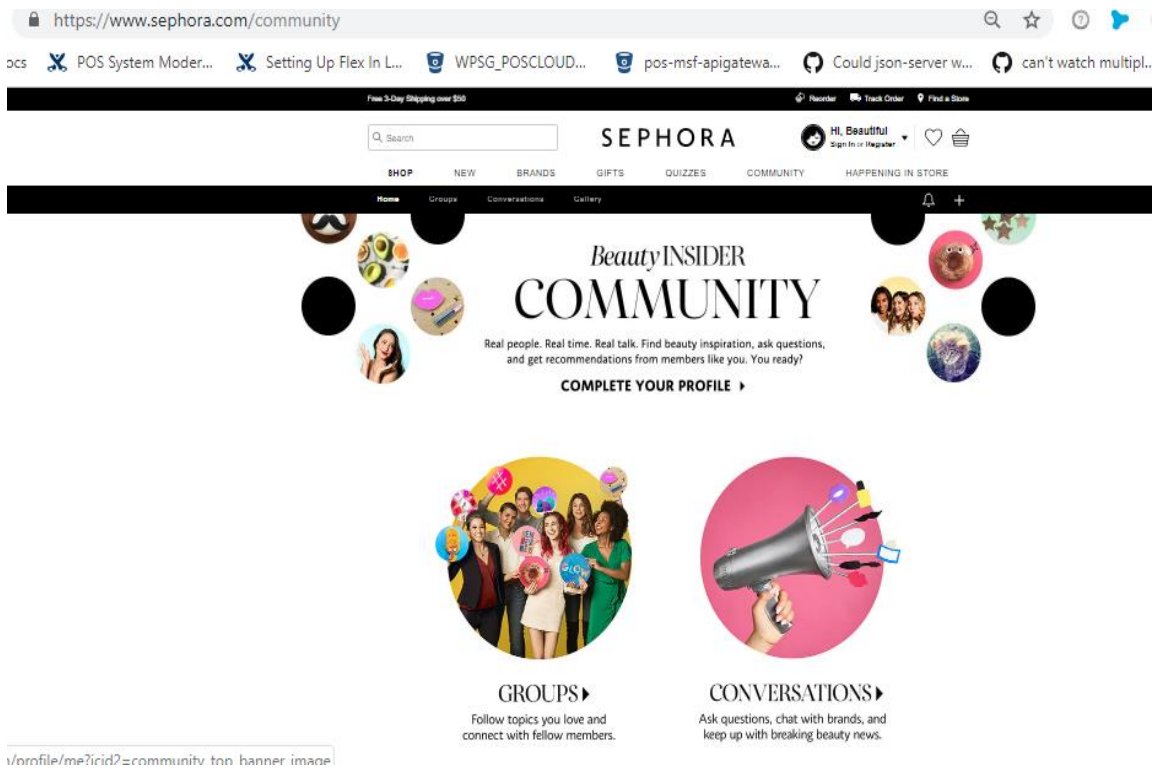 https://www.sephora.com/community
ocs POS System Moder... Setting Up Flex In L... WPSG_POSCLOUD... pos-msf-apigatewa... Could json-server w... can't watch multipl...
Free 3-Day Shipping over $50 Reorder Track Order Find a Store
Search SEPHORA Hi, Beautiful
Sign In or Register
SHOP NEW BRANDS GIFTS QUIZZES COMMUNITY HAPPENING IN STORE
Home Groups Conversations Gallery
Beauty INSIDER
COMMUNITY
Real people. Real time. Real talk. Find beauty inspiration, ask questions,
and get recommendations from members like you. You ready?
COMPLETE YOUR PROFILE
GLOW
GROUPS
Follow topics you love and
connect with fellow members.
CONVERSATIONS
Ask questions, chat with brands, and
keep up with breaking beauty news.
/profile/me?icid2=community_top_banner_image